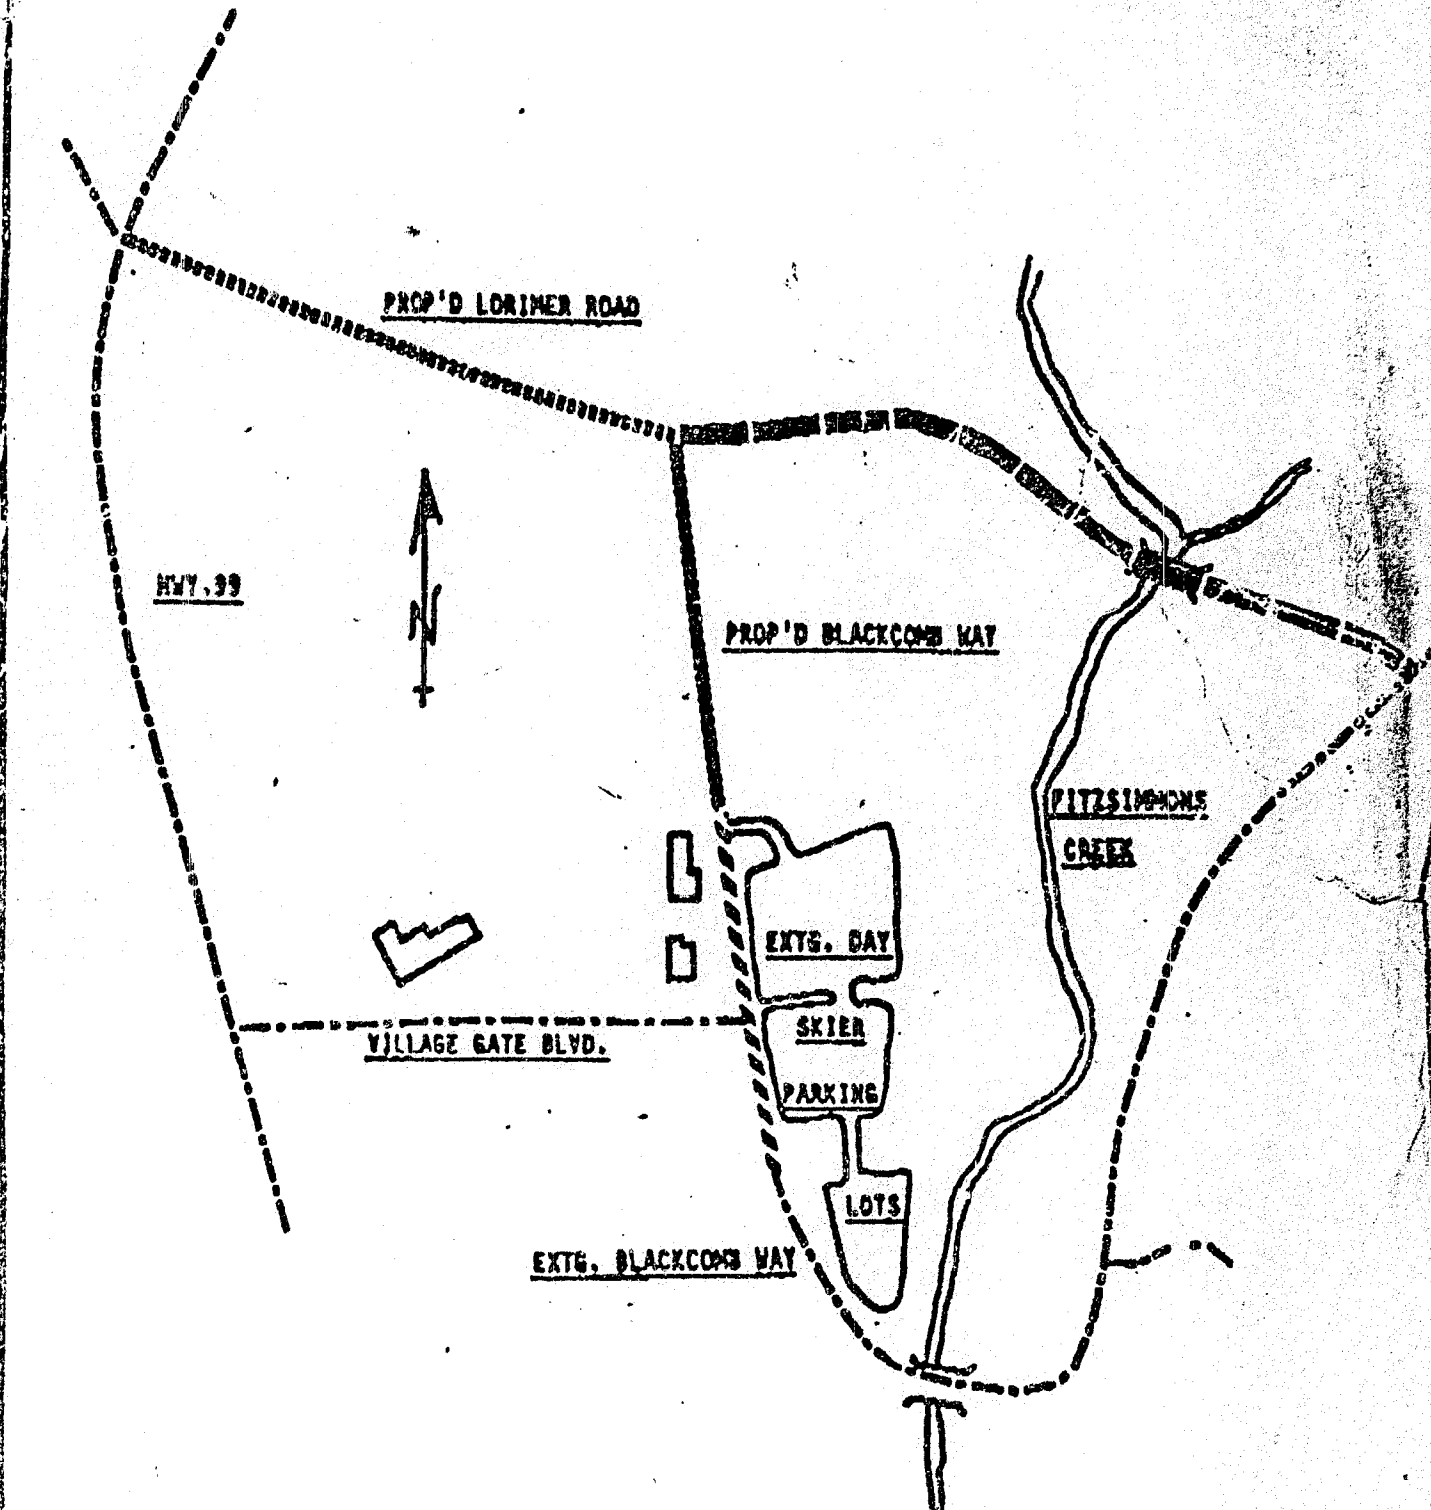 PROP'D LORIMER ROAD
N
HWY.99
PROP'D BLACKCOMB WAY
FITZSIMMONS
CREEK
EXTG. DAY
SKIER
VILLAGE GATE BLVD.
PARKING
LOTS
EXTG. BLACKCOMB WAY